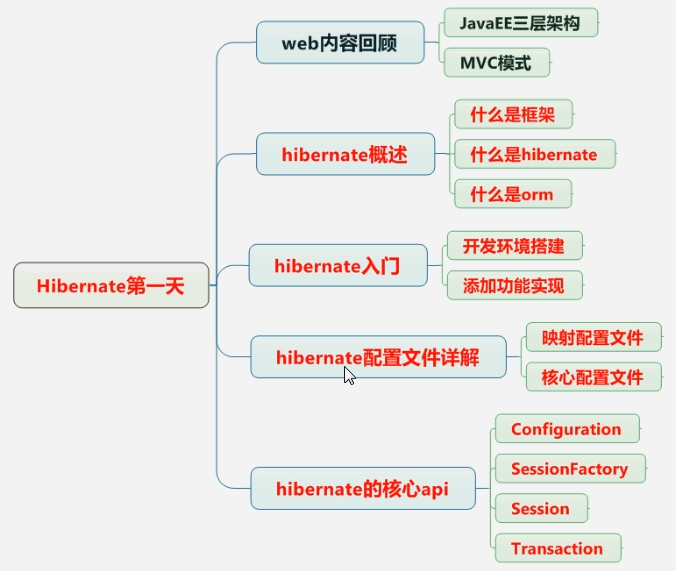 Hibernate第一天
web内容回顾
JavaEE三层架构
MVC模式
hibernate概述
什么是框架
什么是hibernate
什么是orm
hibernate入门
开发环境搭建
添加功能实现
hibernate配置文件详解
映射配置文件
核心配置文件
hibernate的核心api
Configuration
SessionFactory
Session
Transaction